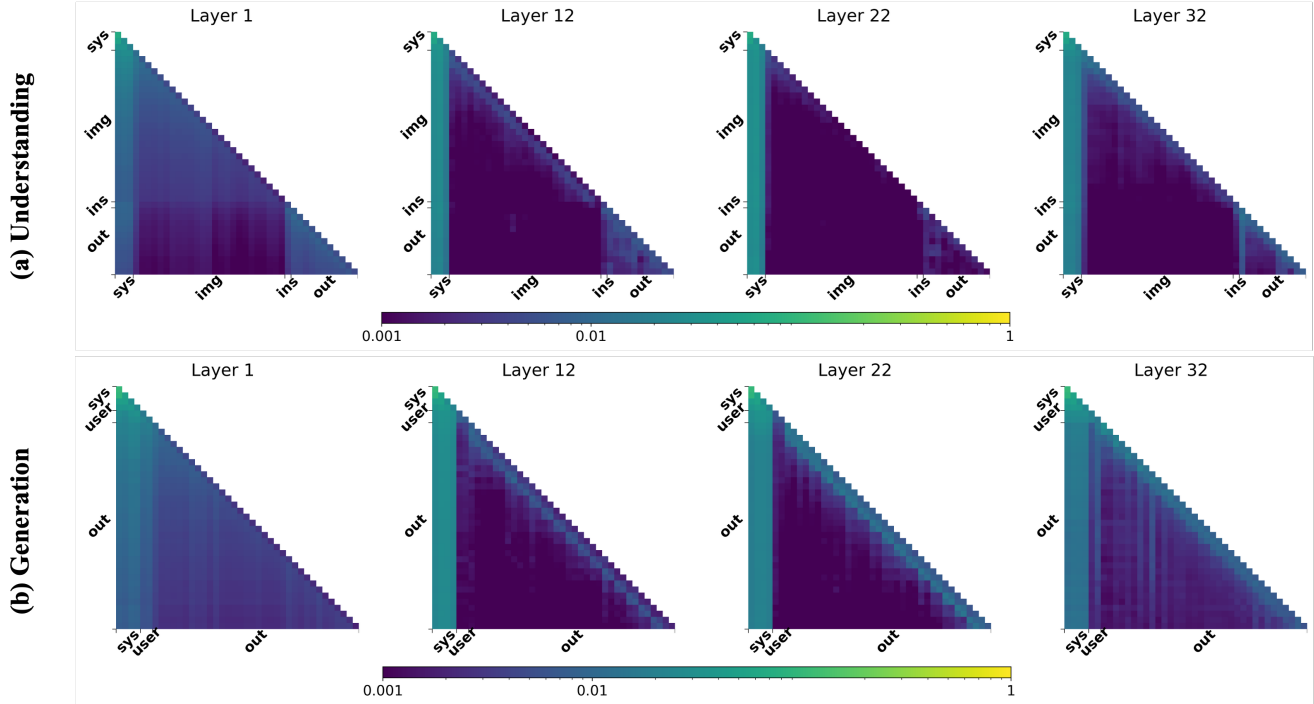 (a) Understanding
Layer 1
Layer 12
Layer 22
Layer 32
sys
img
ins
out
sys
img
ins
out
sys
img
ins
out
sys
img
ins
out
sys
img
ins
out
sys
img
ins
out
sys
img
ins
out
sys
img
ins
out
0.001
0.01
1
(b) Generation
Layer 1
Layer 12
Layer 22
Layer 32
sys
user
out
sys
user
out
sys
user
out
sys
user
out
sys
user
out
sys
user
out
sys
user
out
sys
user
out
0.001
0.01
1